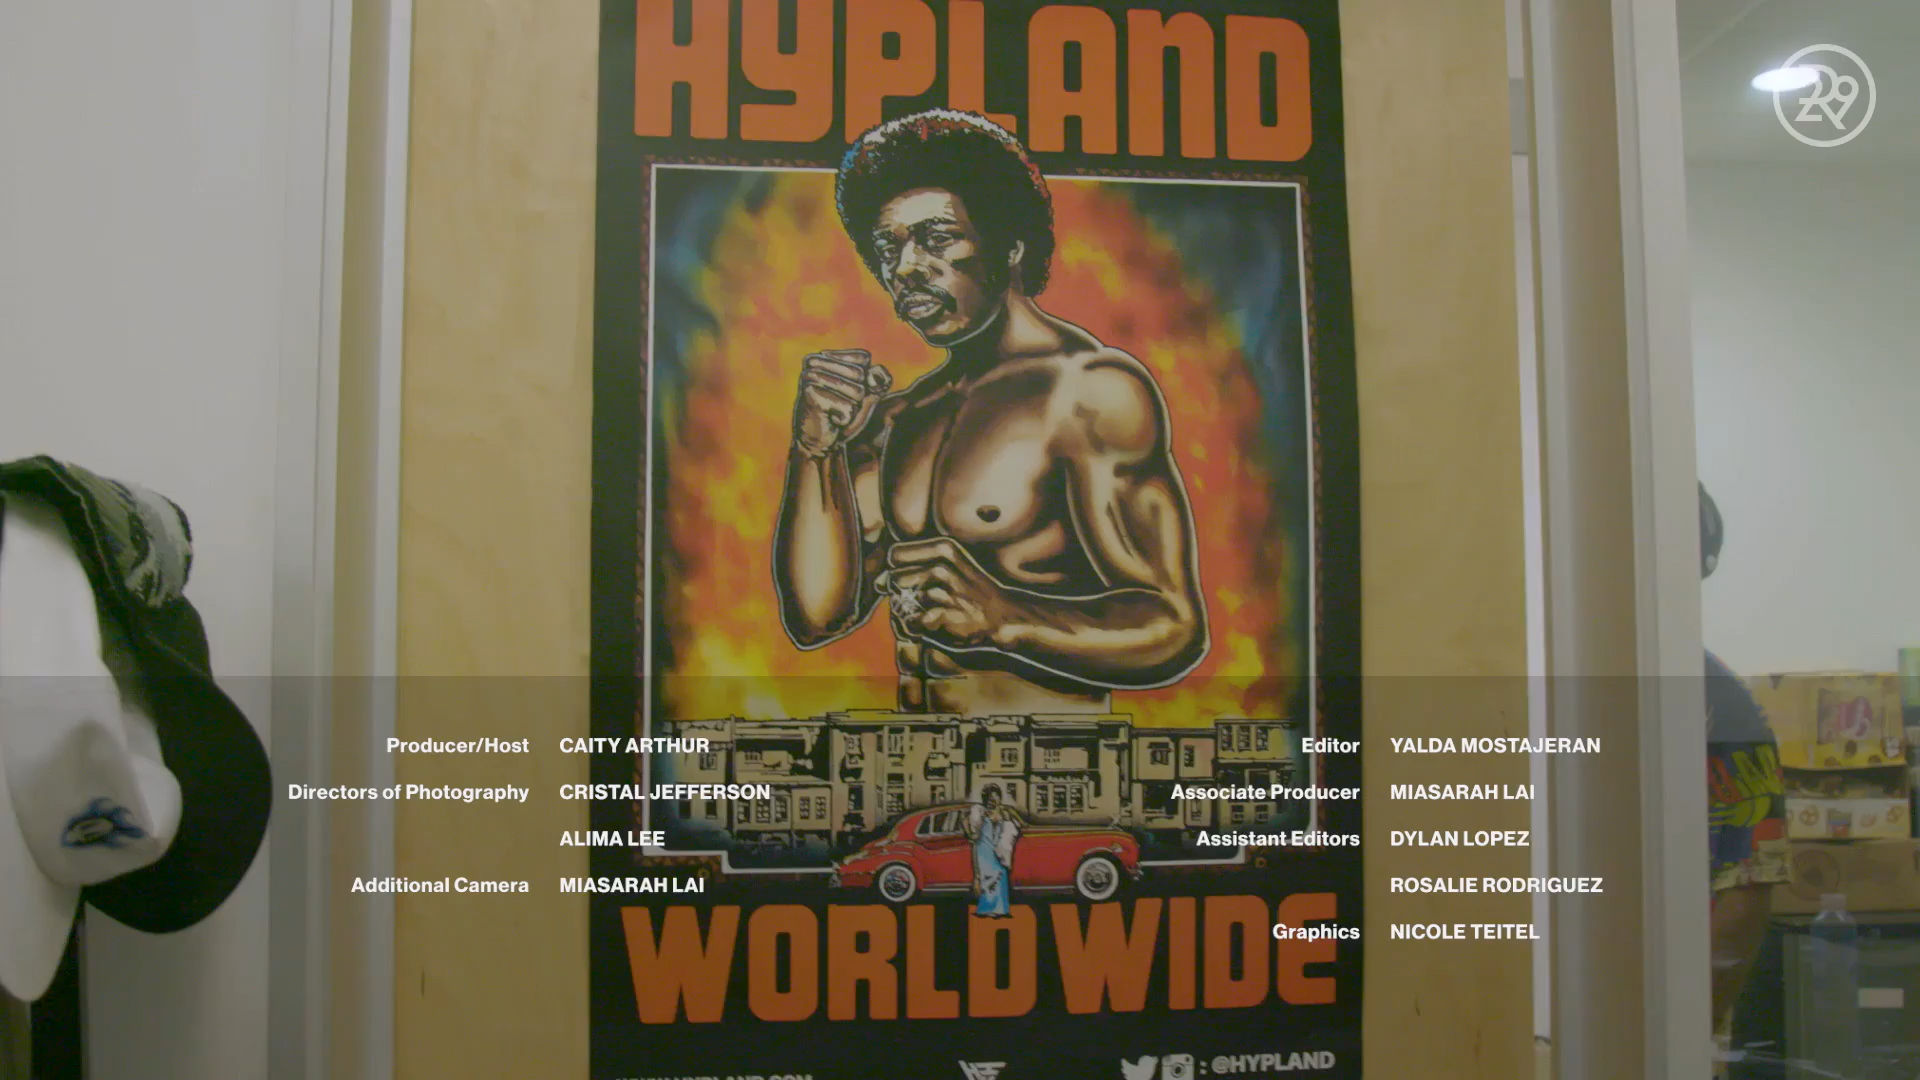 HYPLAND
R29
Producer/Host CAITY ARTHUR
Directors of Photography CRISTAL JEFFERSON
ALIMA LEE
Additional Camera MIASARAH LAI
Editor YALDA MOSTAJERAN
Associate Producer MIASARAH LAI
Assistant Editors DYLAN LOPEZ
ROSALIE RODRIGUEZ
Graphics NICOLE TEITEL
WORLDWIDE
: @HYPLAND